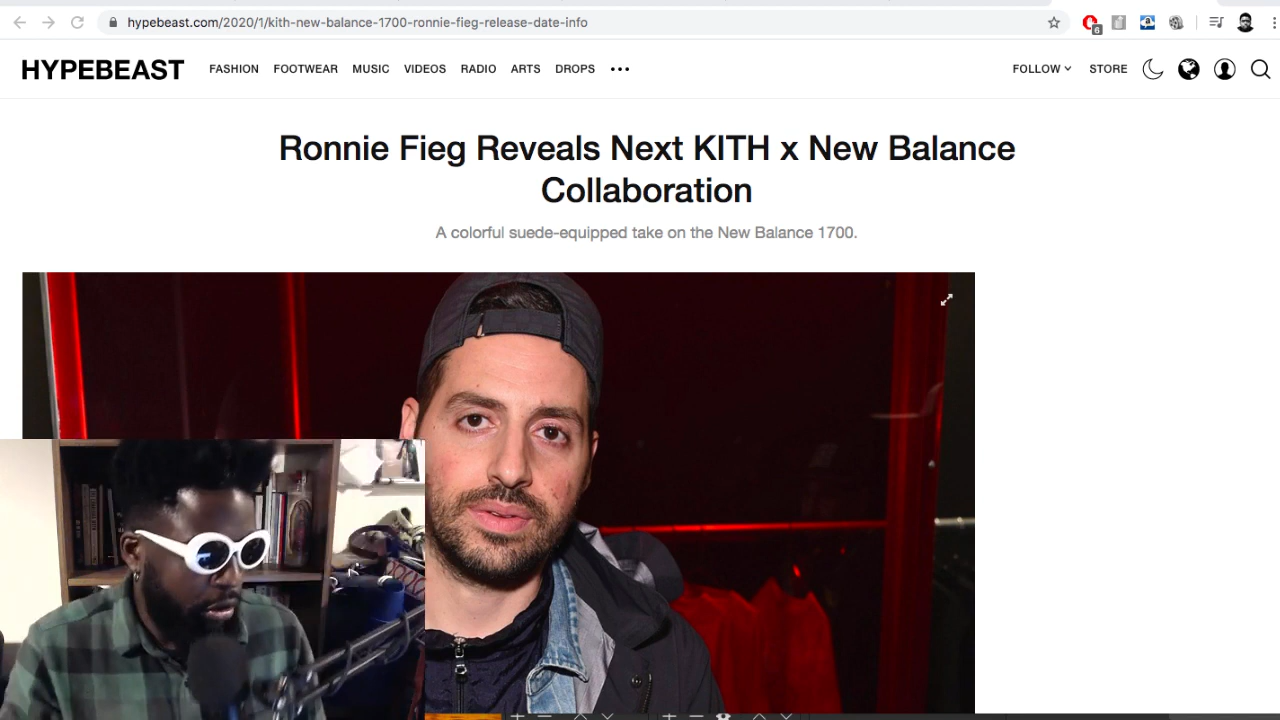 hypebeast.com/2020/1/kith-new-balance-1700-ronnie-fieg-release-date-info
6
HYPEBEAST FASHION FOOTWEAR MUSIC VIDEOS RADIO ARTS DROPS FOLLOW STORE
Ronnie Fieg Reveals Next KITH x New Balance
Collaboration
A colorful suede-equipped take on the New Balance 1700.